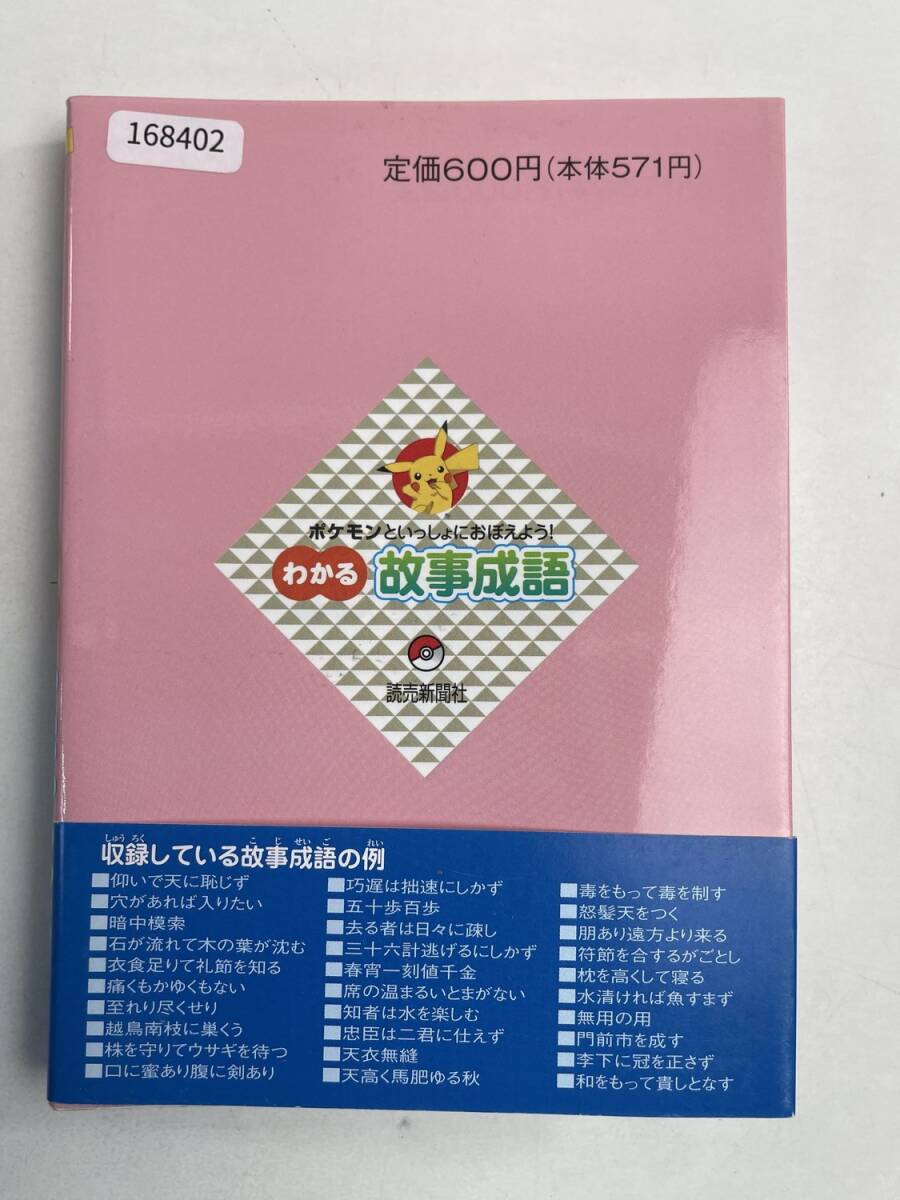 168402
定価600円(本体571円)
ポケモンといっしょにおぼえよう!
わかる 故事成語
読売新聞社
しゅうろく こじせいご れい
収録している故事成語の例
■仰いで天に恥じず
■穴があれば入りたい
■暗中模索
■石が流れて木の葉が沈む
■衣食足りて礼節を知る
■痛くもかゆくもない
■至れり尽くせり
■越鳥南枝に巣くう
■株を守りてウサギを待つ
■口に蜜あり腹に剣あり
■巧遅は拙速にしかず
■五十歩百歩
■去る者は日々に疎し
■三十六計逃げるにしかず
■春宵一刻値千金
■席の温まるいとまがない
■知者は水を楽しむ
■忠臣は二君に仕えず
■天衣無縫
■天高く馬肥ゆる秋
■毒をもって毒を制す
■怒髪天をつく
■朋あり遠方より来る
■符節を合するがごとし
■枕を高くして寝る
■水清ければ魚すまず
■無用の用
■門前市を成す
■李下に冠を正さず
■和をもって貴しとなす